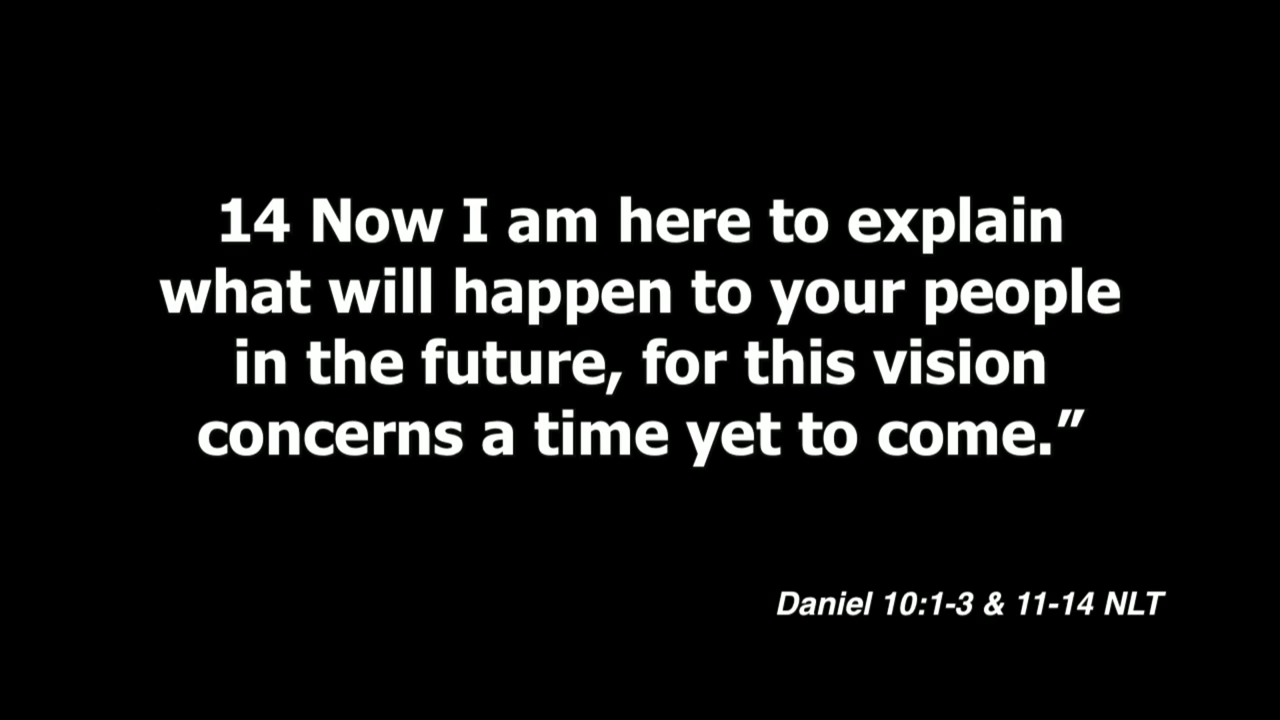 14 Now I am here to explain
what will happen to your people
in the future, for this vision
concerns a time yet to come.”
Daniel 10:1-3 & 11-14 NLT